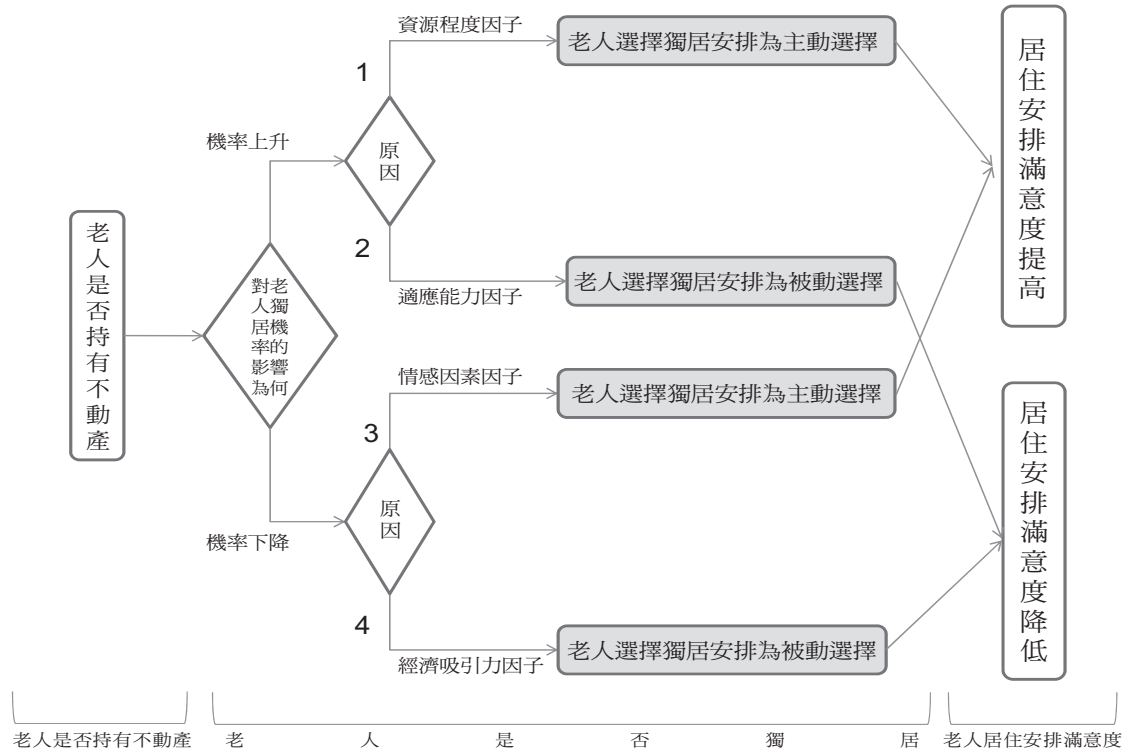 資源程度因子
老人選擇獨居安排為主動選擇
1
機率上升
原因
2
適應能力因子
老人選擇獨居安排為被動選擇
居住安排滿意度提高
老人是否持有不動產
對老人獨居機率的影響為何
情感因素因子
老人選擇獨居安排為主動選擇
3
原因
機率下降
4
經濟吸引力因子
老人選擇獨居安排為被動選擇
居住安排滿意度降低
老人是否持有不動產
老人是否獨居
老人居住安排滿意度